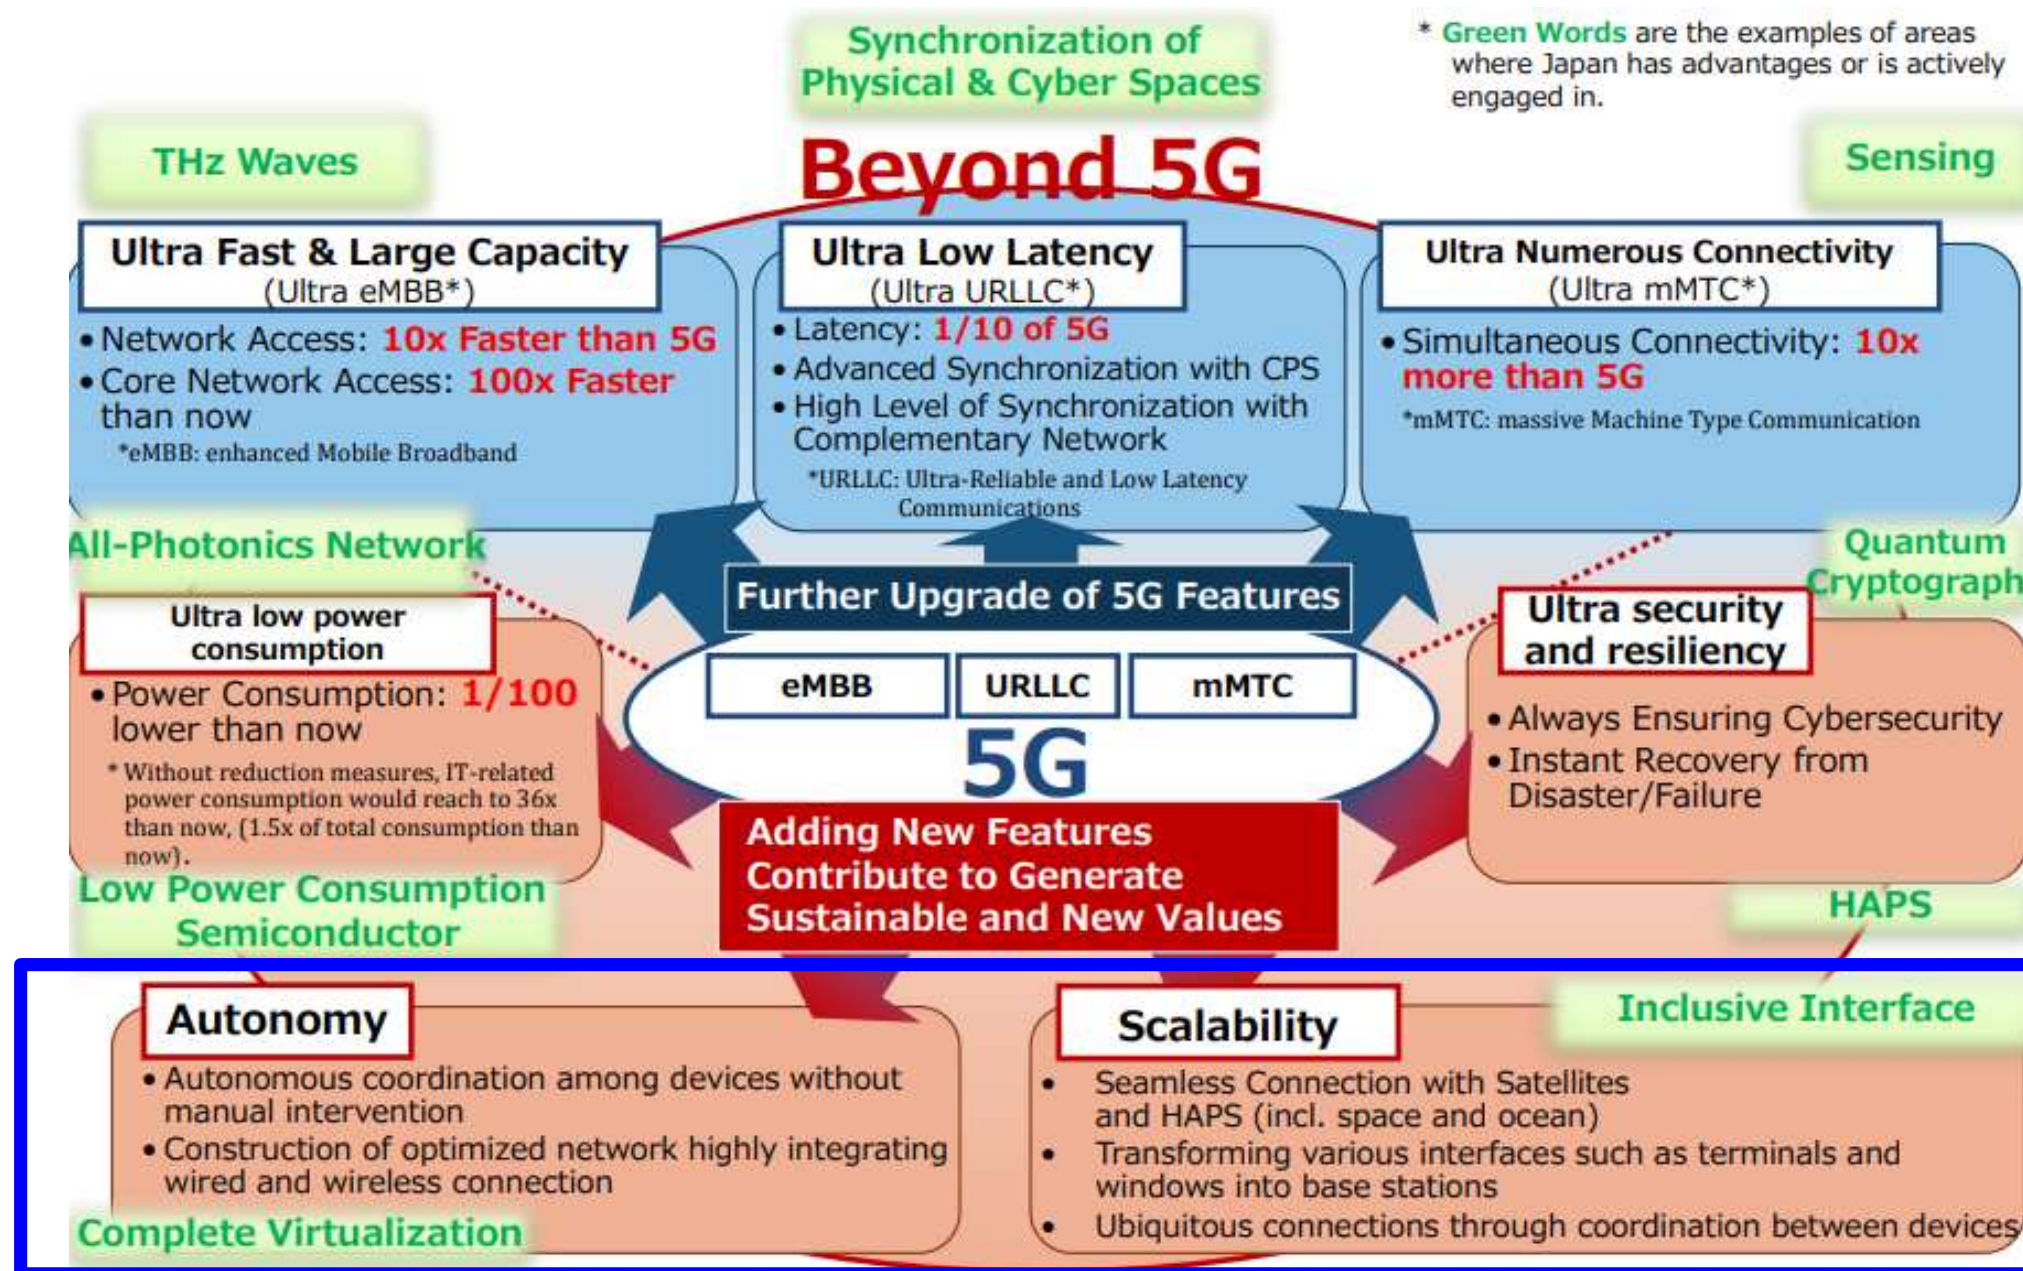 Synchronization of
Physical & Cyber Spaces
* Green Words are the examples of areas
where Japan has advantages or is actively
engaged in.
THz Waves
Beyond 5G
Sensing
Ultra Fast & Large Capacity
(Ultra eMBB*)
• Network Access: 10x Faster than 5G
• Core Network Access: 100x Faster
than now
*eMBB: enhanced Mobile Broadband
Ultra Low Latency
(Ultra URLLC*)
• Latency: 1/10 of 5G
• Advanced Synchronization with CPS
• High Level of Synchronization with
Complementary Network
*URLLC: Ultra-Reliable and Low Latency
Communications
Ultra Numerous Connectivity
(Ultra mMTC*)
• Simultaneous Connectivity: 10x
more than 5G
*mMTC: massive Machine Type Communication
All-Photonics Network
Quantum
Cryptograph
Further Upgrade of 5G Features
eMBB
URLLC
mMTC
5G
Ultra low power
consumption
• Power Consumption: 1/100
lower than now
* Without reduction measures, IT-related
power consumption would reach to 36x
than now, (1.5x of total consumption than
now).
Ultra security
and resiliency
• Always Ensuring Cybersecurity
• Instant Recovery from
Disaster/Failure
Adding New Features
Contribute to Generate
Sustainable and New Values
Low Power Consumption
Semiconductor
HAPS
Autonomy
• Autonomous coordination among devices without
manual intervention
• Construction of optimized network highly integrating
wired and wireless connection
Complete Virtualization
Scalability
Inclusive Interface
• Seamless Connection with Satellites
and HAPS (incl. space and ocean)
• Transforming various interfaces such as terminals and
windows into base stations
• Ubiquitous connections through coordination between devices